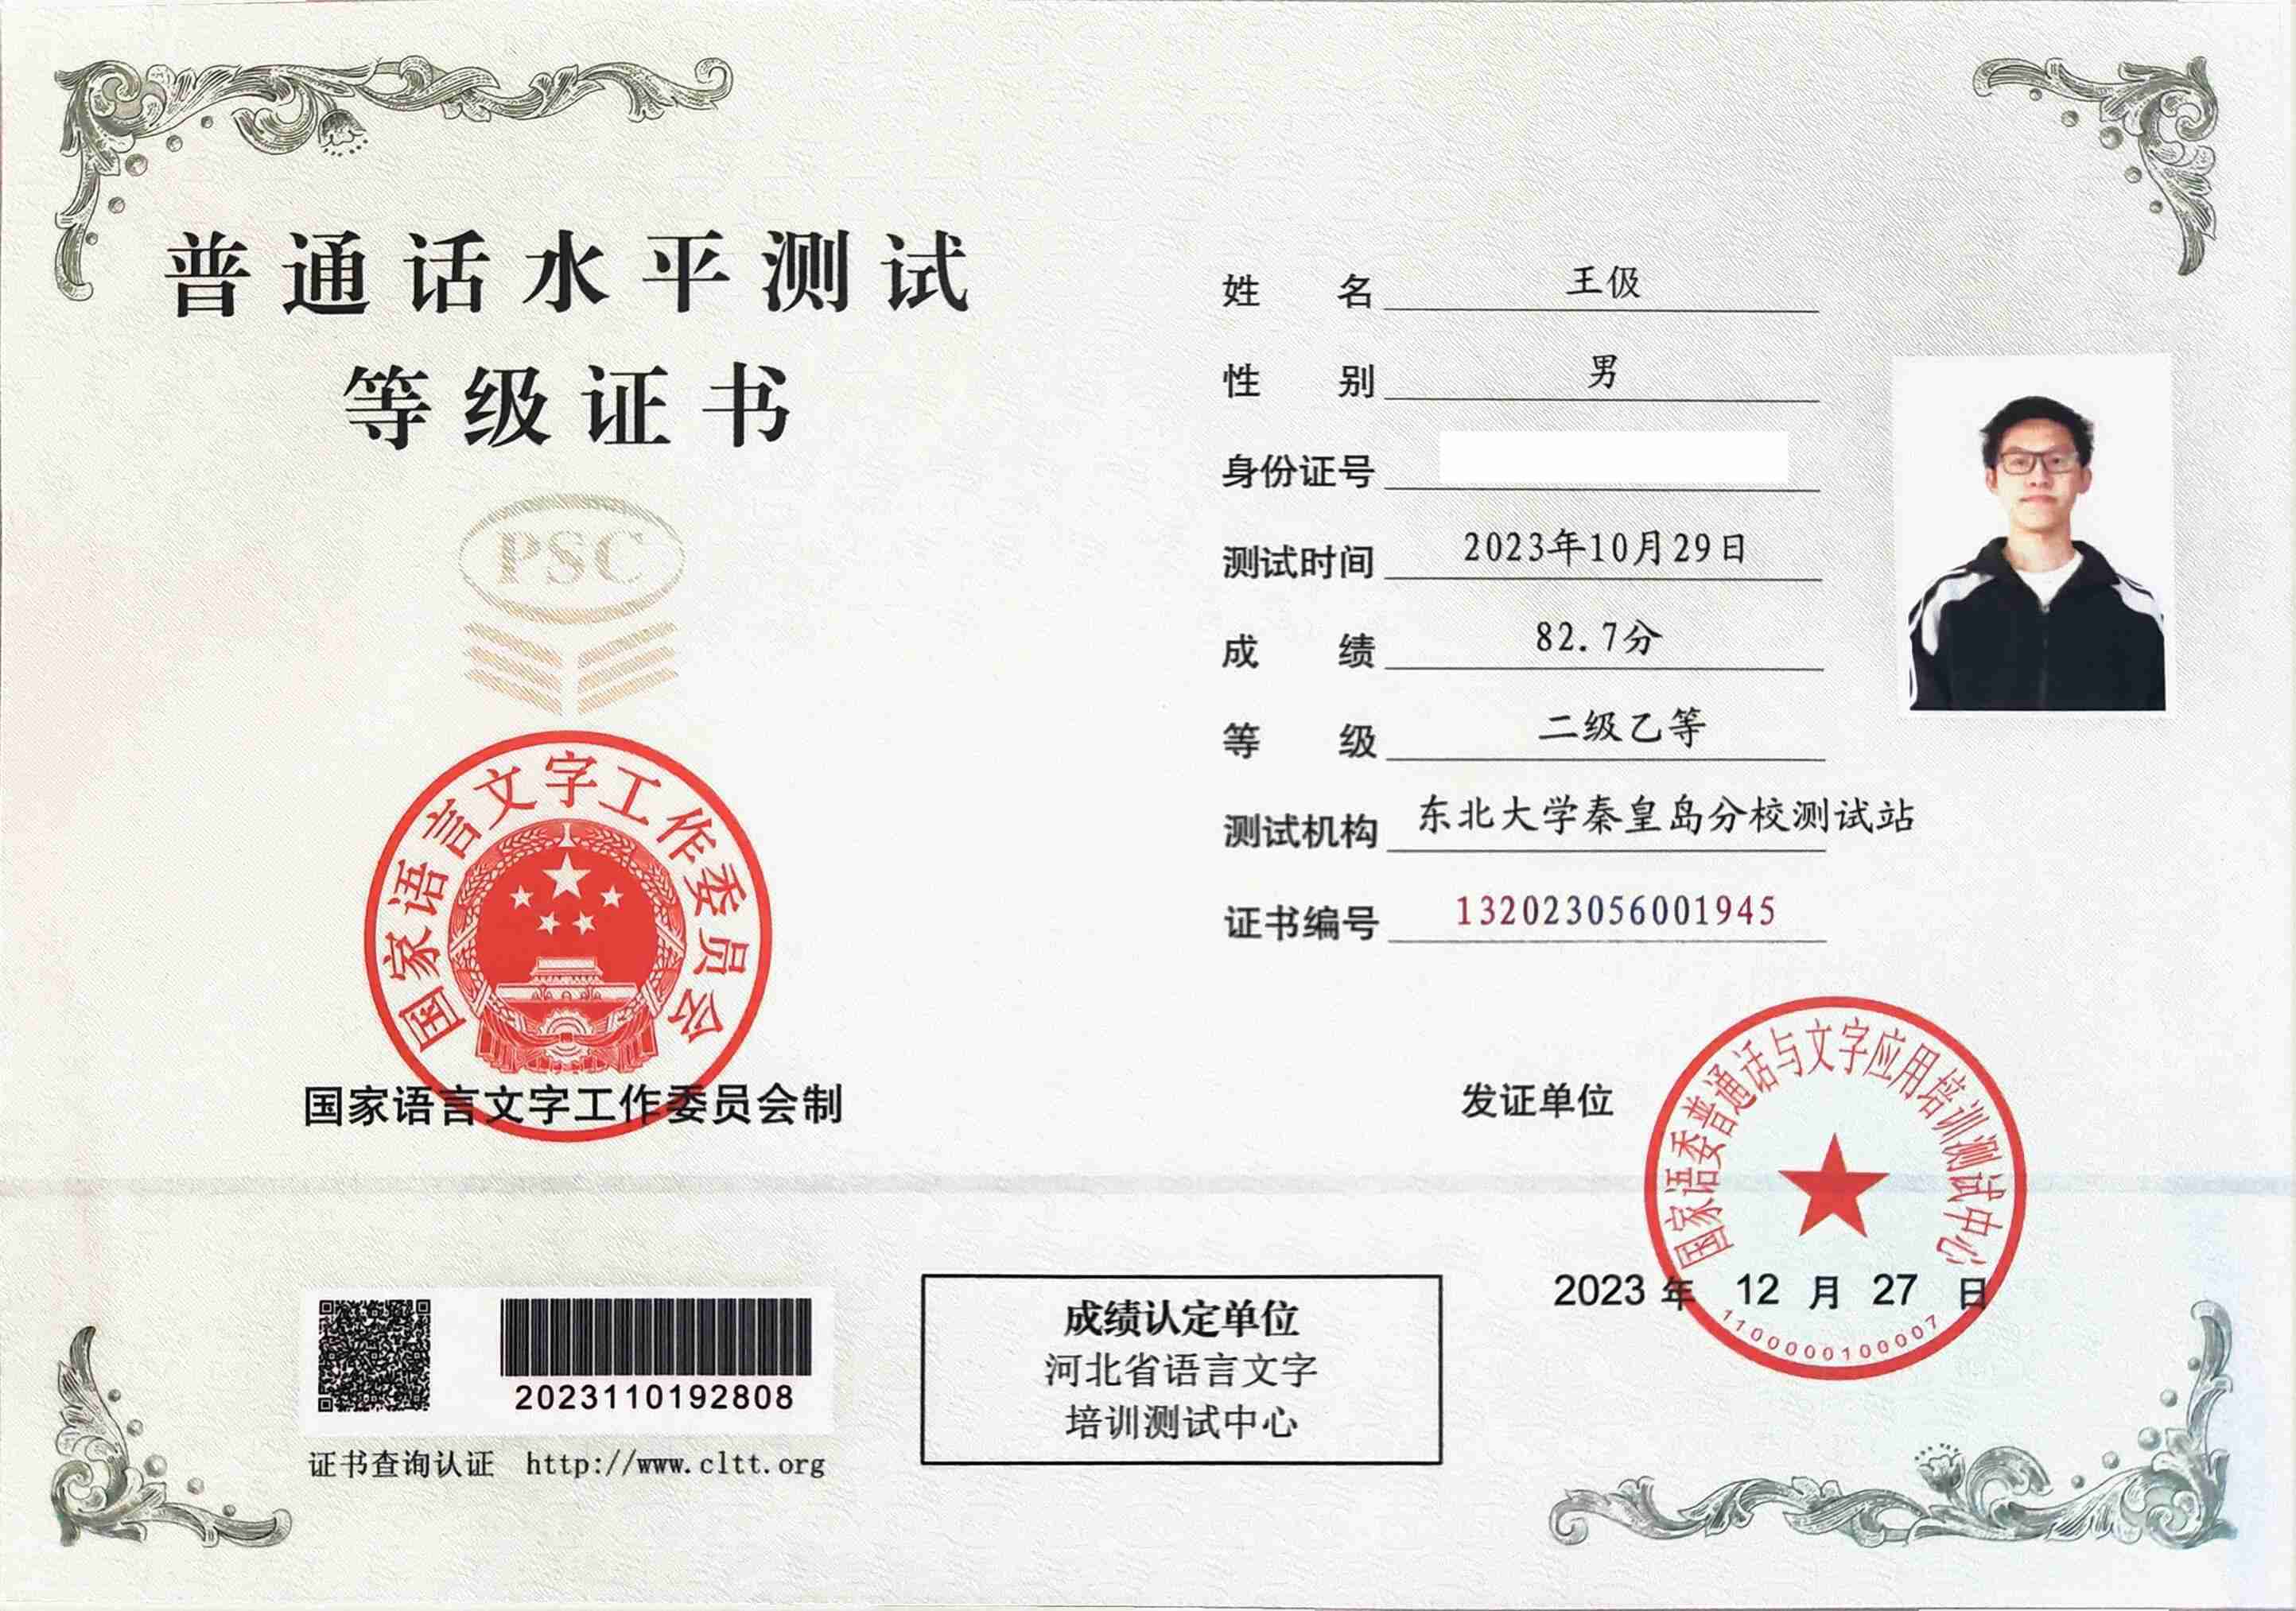 普通话水平测试
等级证书
PSC
国家语言文字工作委员会
国家语言文字工作委员会制
2023110192808
证书查询认证 http://www.cltt.org
姓名 王伋
性别 男
身份证号
测试时间 2023年10月29日
成绩 82.7分
等级 二级乙等
测试机构 东北大学秦皇岛分校测试站
证书编号 132023056001945
发证单位
国家语委普通话与文字应用培训测试中心
2023 年 12 月 27 日
1100000100007
成绩认定单位
河北省语言文字
培训测试中心